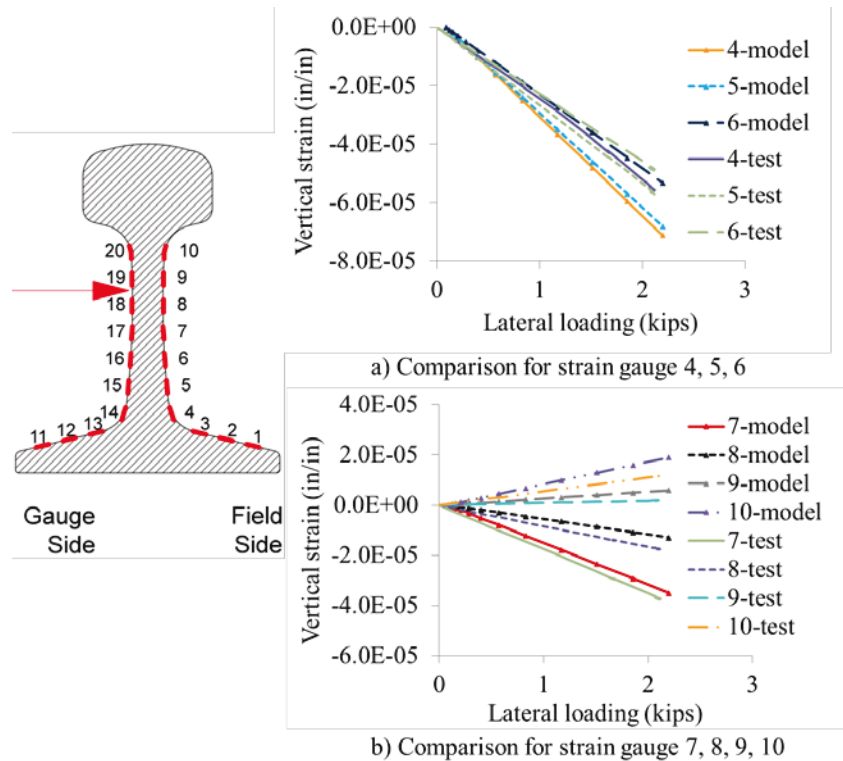 20 10
19 9
18 8
17 7
16 6
15 5
14 4
11 12 13 3 2 1
Gauge Side
Field Side
0.0E+00
-2.0E-05
-4.0E-05
-6.0E-05
-8.0E-05
Vertical strain (in/in)
0 1 2 3
Lateral loading (kips)
4-model
5-model
6-model
4-test
5-test
6-test
a) Comparison for strain gauge 4, 5, 6
4.0E-05
2.0E-05
0.0E+00
-2.0E-05
-4.0E-05
-6.0E-05
Vertical strain (in/in)
0 1 2 3
Lateral loading (kips)
7-model
8-model
9-model
10-model
7-test
8-test
9-test
10-test
b) Comparison for strain gauge 7, 8, 9, 10